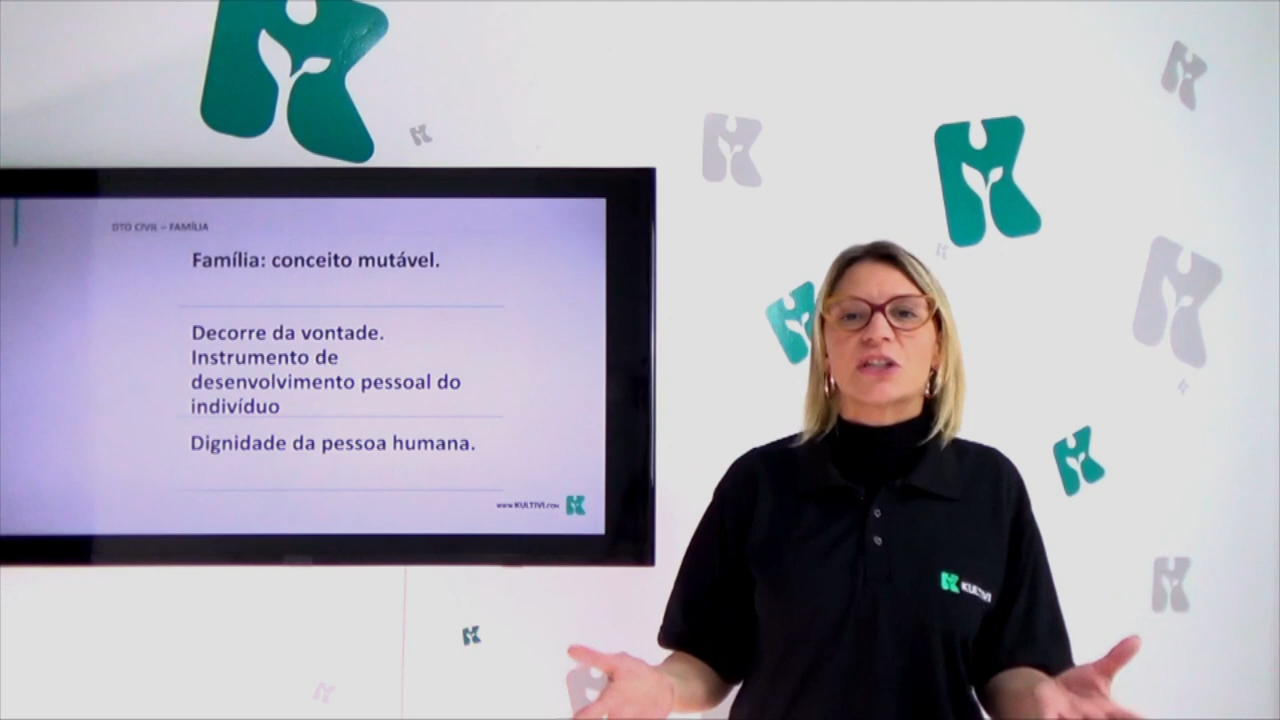 DTO CIVIL – FAMÍLIA
Família: conceito mutável.
Decorre da vontade.
Instrumento de
desenvolvimento pessoal do
indivíduo
Dignidade da pessoa humana.
www.KULTIVI.com
KULTIVI